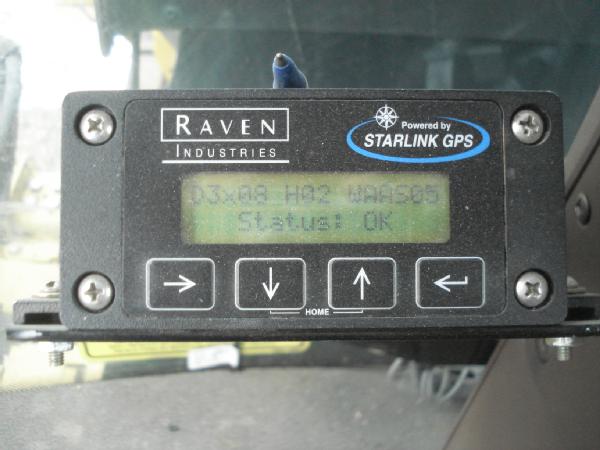 RAVEN
INDUSTRIES
Powered by
STARLINK GPS
D3x08 H02 WAAS05
Status: OK
HOME